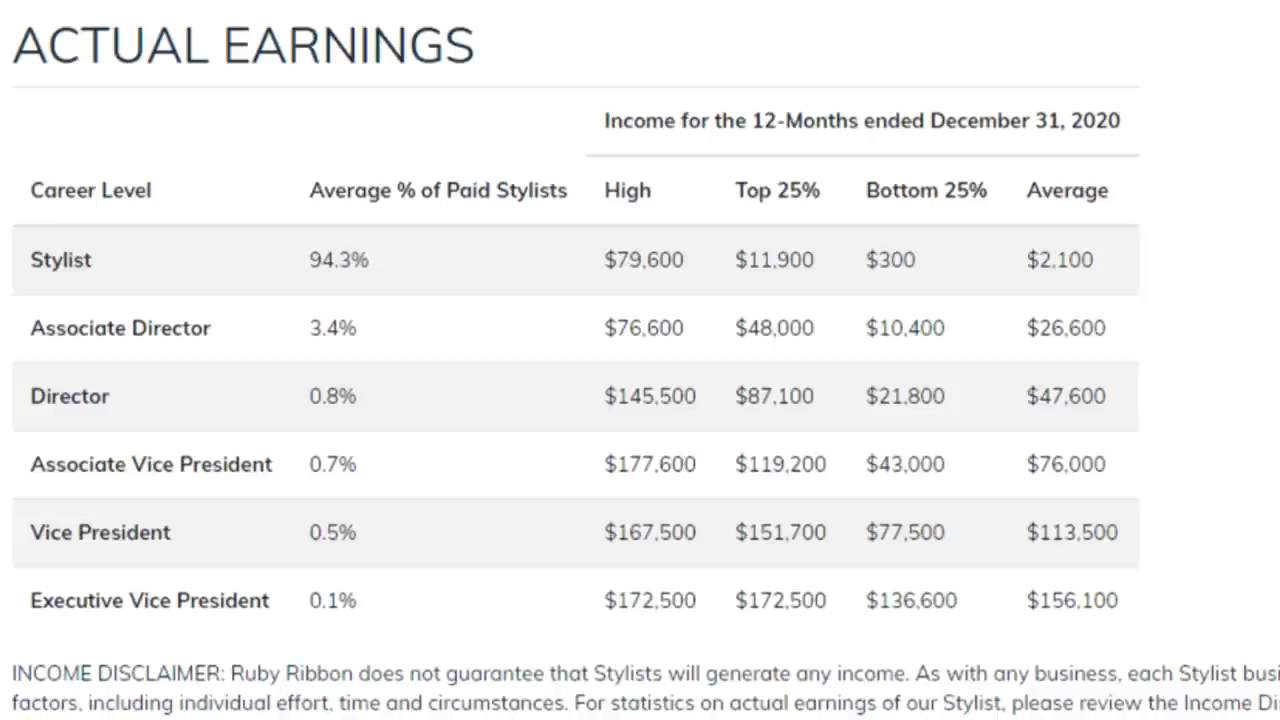 ACTUAL EARNINGS
Income for the 12-Months ended December 31, 2020
Career Level Average % of Paid Stylists High Top 25% Bottom 25% Average
Stylist 94.3% $79,600 $11,900 $300 $2,100
Associate Director 3.4% $76,600 $48,000 $10,400 $26,600
Director 0.8% $145,500 $87,100 $21,800 $47,600
Associate Vice President 0.7% $177,600 $119,200 $43,000 $76,000
Vice President 0.5% $167,500 $151,700 $77,500 $113,500
Executive Vice President 0.1% $172,500 $172,500 $136,600 $156,100
INCOME DISCLAIMER: Ruby Ribbon does not guarantee that Stylists will generate any income. As with any business, each Stylist busi
factors, including individual effort, time and circumstances. For statistics on actual earnings of our Stylist, please review the Income Di